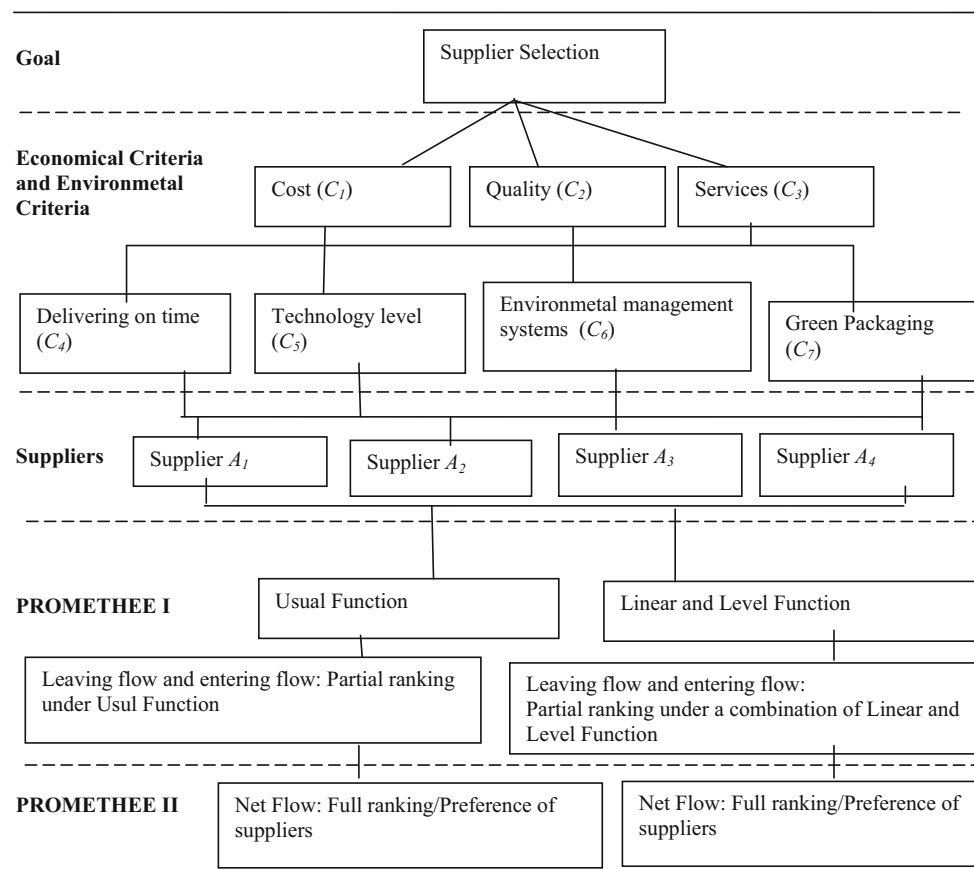 Goal
Supplier Selection
Economical Criteria
and Environmetal
Criteria
Cost (C1)
Quality (C2)
Services (C3)
Delivering on time
(C4)
Technology level
(C5)
Environmetal management
systems (C6)
Green Packaging
(C7)
Suppliers
Supplier A1
Supplier A2
Supplier A3
Supplier A4
PROMETHEE I
Usual Function
Linear and Level Function
Leaving flow and entering flow: Partial ranking
under Usul Function
Leaving flow and entering flow:
Partial ranking under a combination of Linear and
Level Function
PROMETHEE II
Net Flow: Full ranking/Preference of
suppliers
Net Flow: Full ranking/Preference of
suppliers